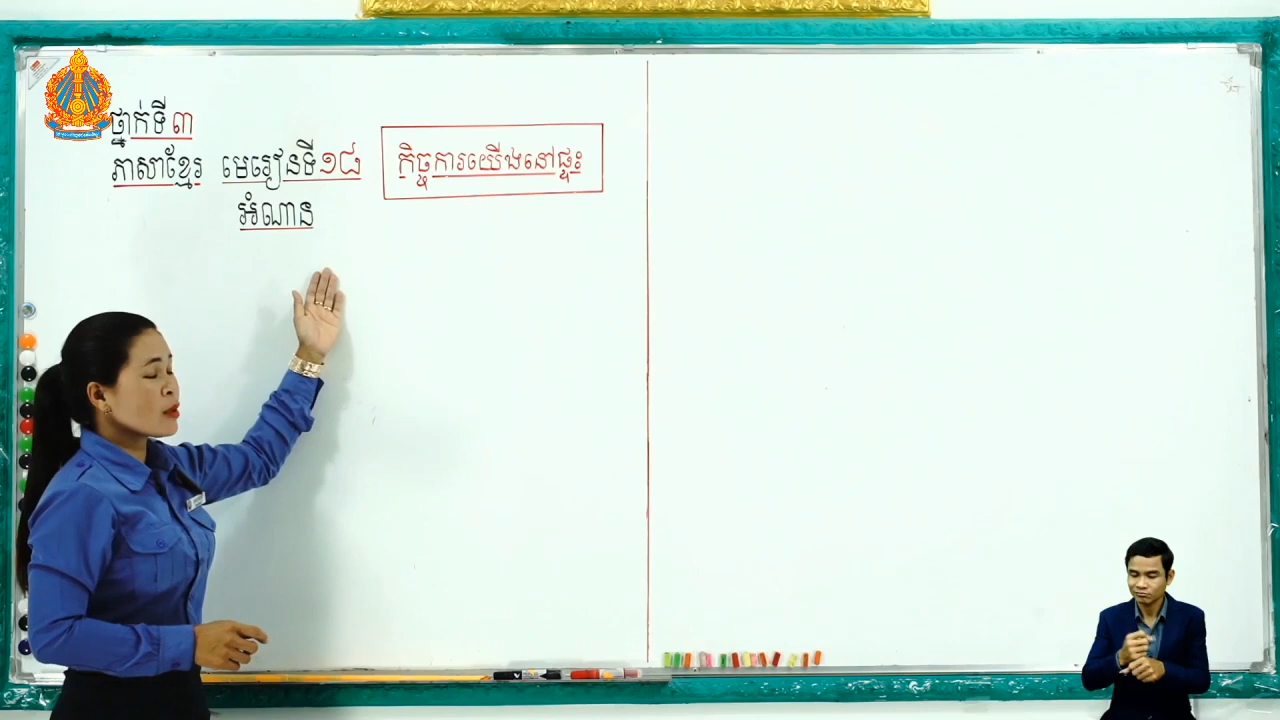 ថ្នាក់ទី ៣
ភាសាខ្មែរ មេរៀនទី ១៨ កិច្ចការយើងនៅផ្ទះ
អំណាន